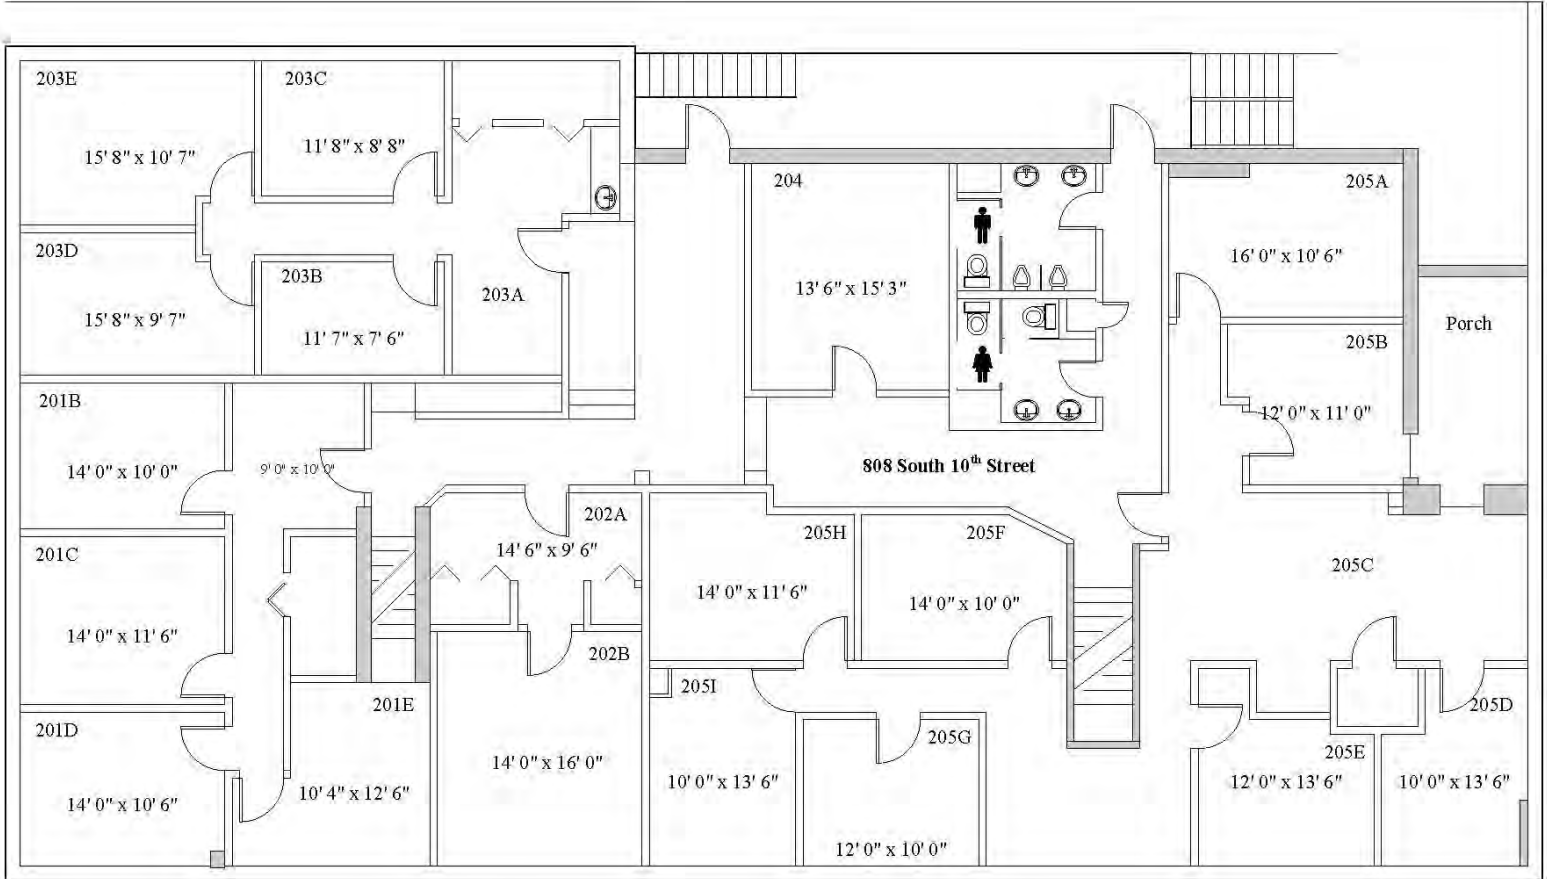 203E
203C
15' 8" x 10' 7"
11' 8" x 8' 8"
203D
203B
203A
15' 8" x 9' 7"
11' 7" x 7' 6"
204
13' 6" x 15' 3"
205A
16' 0" x 10' 6"
Porch
205B
12' 0" x 11' 0"
201B
14' 0" x 10' 0"
9' 0" x 10' 0"
808 South 10th Street
202A
14' 6" x 9' 6"
205H
14' 0" x 11' 6"
205F
14' 0" x 10' 0"
205C
201C
14' 0" x 11' 6"
202B
14' 0" x 16' 0"
201D
14' 0" x 10' 6"
201E
10' 4" x 12' 6"
205I
10' 0" x 13' 6"
205G
12' 0" x 10' 0"
205E
12' 0" x 13' 6"
205D
10' 0" x 13' 6"